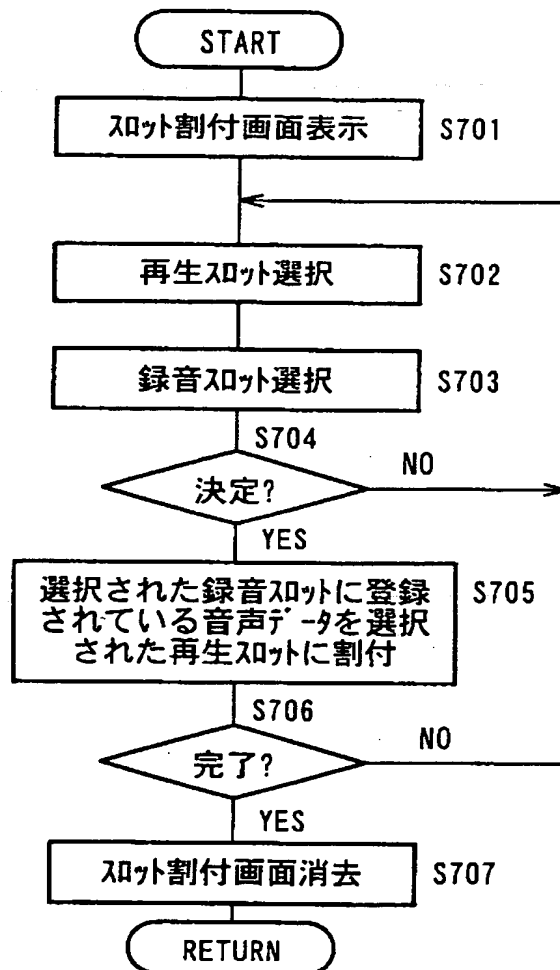 START
スロット割付画面表示 S701
再生スロット選択 S702
録音スロット選択 S703
S704
決定? NO
YES
選択された録音スロットに登録 S705
されている音声データを選択
された再生スロットに割付
S706
完了? NO
YES
スロット割付画面消去 S707
RETURN